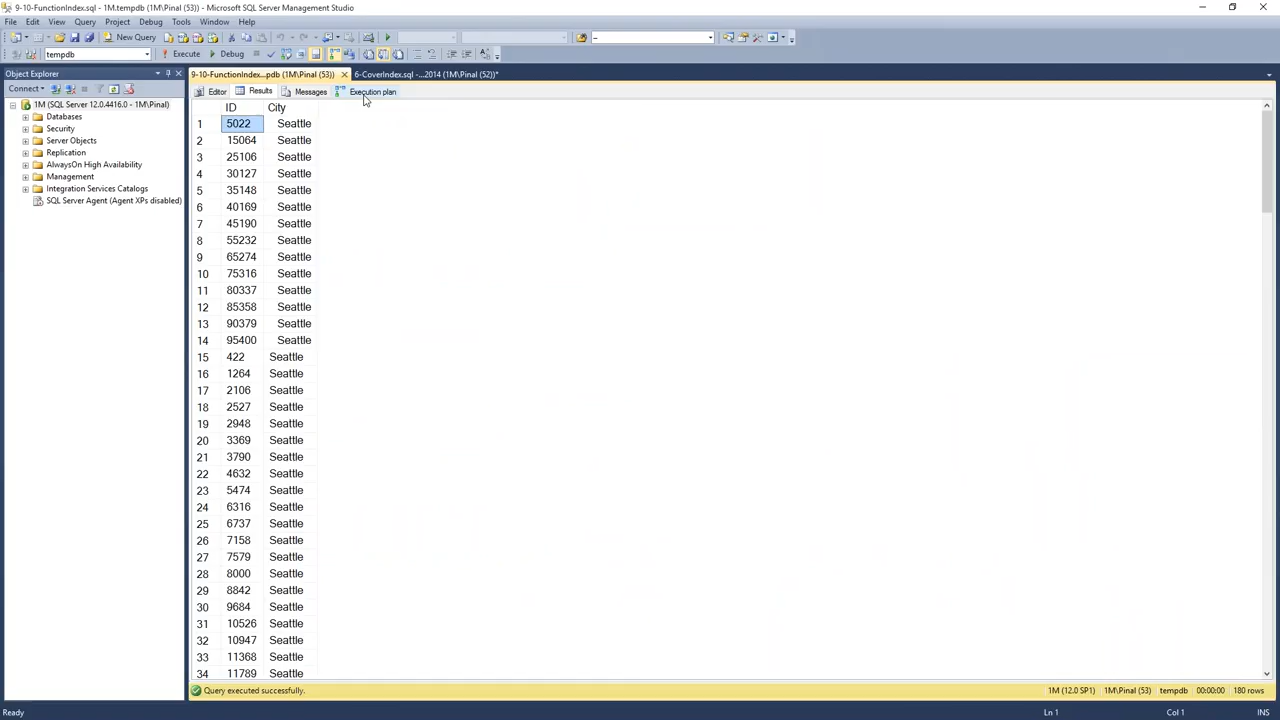 9-10-FunctionIndex.sql - 1M.tempdb (1M\Pinal (53)) - Microsoft SQL Server Management Studio
File Edit View Query Project Debug Tools Window Help
New Query
tempdb Execute Debug
Object Explorer
9-10-FunctionIndex...pdb (1M\Pinal (53)) 6-CoverIndex.sql -...2014 (1M\Pinal (52))*
Connect
Editor Results Messages Execution plan
1M (SQL Server 12.0.4416.0 - 1M\Pinal)
Databases
Security
Server Objects
Replication
AlwaysOn High Availability
Management
Integration Services Catalogs
SQL Server Agent (Agent XPs disabled)
ID City
1 5022 Seattle
2 15064 Seattle
3 25106 Seattle
4 30127 Seattle
5 35148 Seattle
6 40169 Seattle
7 45190 Seattle
8 55232 Seattle
9 65274 Seattle
10 75316 Seattle
11 80337 Seattle
12 85358 Seattle
13 90379 Seattle
14 95400 Seattle
15 422 Seattle
16 1264 Seattle
17 2106 Seattle
18 2527 Seattle
19 2948 Seattle
20 3369 Seattle
21 3790 Seattle
22 4632 Seattle
23 5474 Seattle
24 6316 Seattle
25 6737 Seattle
26 7158 Seattle
27 7579 Seattle
28 8000 Seattle
29 8842 Seattle
30 9684 Seattle
31 10526 Seattle
32 10947 Seattle
33 11368 Seattle
34 11789 Seattle
Query executed successfully. 1M (12.0 SP1) 1M\Pinal (53) tempdb 00:00:00 180 rows
Ready Ln 1 Col 1 INS